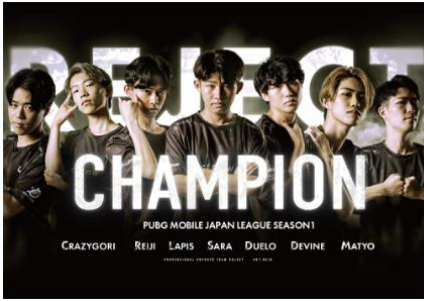 REJECT
CHAMPION
PUBG MOBILE JAPAN LEAGUE SEASON1
CRAZYGORI REIJI LAPIS SARA DUELO DEVINE MATYO
PROFESSIONAL ESPORTS TEAM REJECT